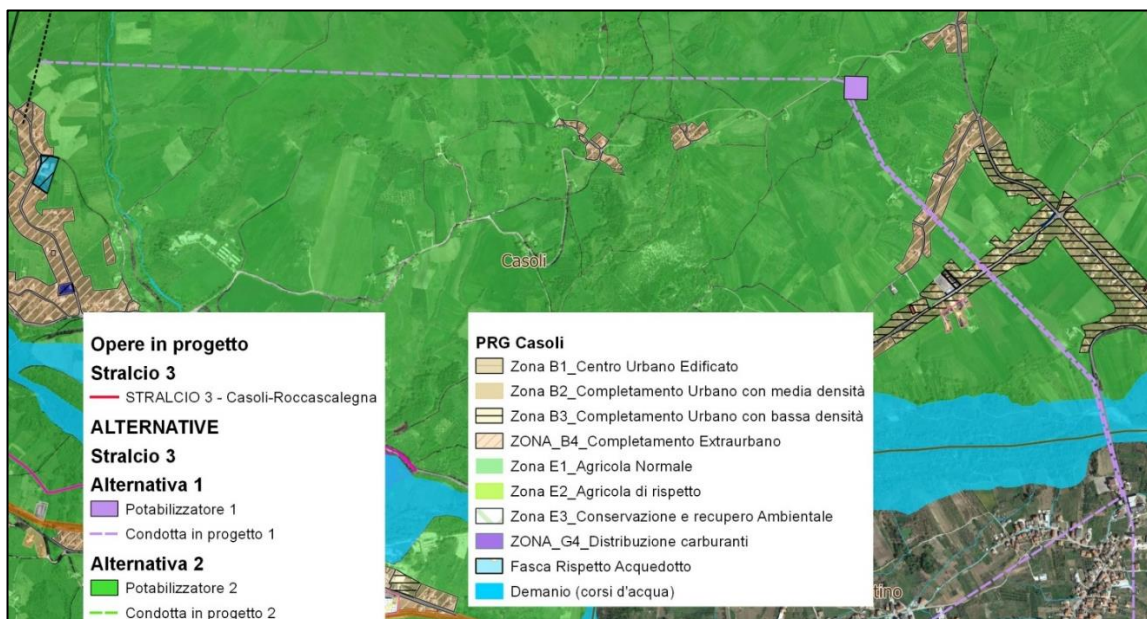 Casoli
Opere in progetto
Stralcio 3
STRALCIO 3 - Casoli-Roccascalegna
ALTERNATIVE
Stralcio 3
Alternativa 1
Potabilizzatore 1
Condotta in progetto 1
Alternativa 2
Potabilizzatore 2
Condotta in progetto 2
PRG Casoli
Zona B1_Centro Urbano Edificato
Zona B2_Completamento Urbano con media densità
Zona B3_Completamento Urbano con bassa densità
ZONA_B4_Completamento Extraurbano
Zona E1_Agricola Normale
Zona E2_Agricola di rispetto
Zona E3_Conservazione e recupero Ambientale
ZONA_G4_Distribuzione carburanti
Fasca Rispetto Acquedotto
Demanio (corsi d'acqua)
tino